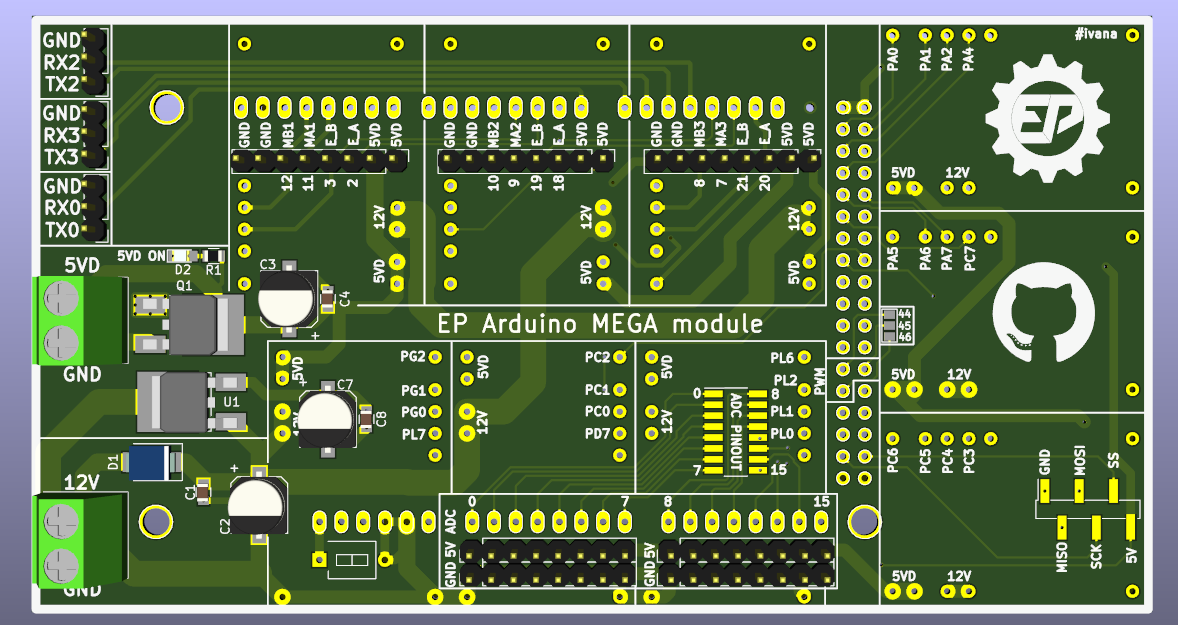 GND
RX2
TX2
GND
RX3
TX3
GND
RX0
TX0
5VD ON
D2 R1
GND GND MB1 MA1 E_B E_A 5VD 5VD
12 11 3 2
GND GND MB2 MA2 E_B E_A 5VD 5VD
10 9 19 18
GND GND MB3 MA3 E_B E_A 5VD 5VD
8 7 21 20
12V 5VD
12V 5VD
12V 5VD
#ivana
PA0 PA1 PA2 PA4
EP
5VD 12V
PA5 PA6 PA7 PC7
5VD 12V
PC6 PC5 PC4 PC3
5VD 12V
44
45
46
5VD
Q1
GND
U1
C3
C4
+
EP Arduino MEGA module
5VD
12V
+
C7
C8
PG2
PG1
PG0
PL7
5VD
12V
PC2
PC1
PC0
PD7
5VD
12V
PL6
PL2
PL1
PL0
PWM
0 8
ADC PINOUT
7 15
D1
12V
C1
+
C2
GND
0 7 8 15
ADC
5V
GND
5V
GND
GND MOSI SS
MISO SCK 5V